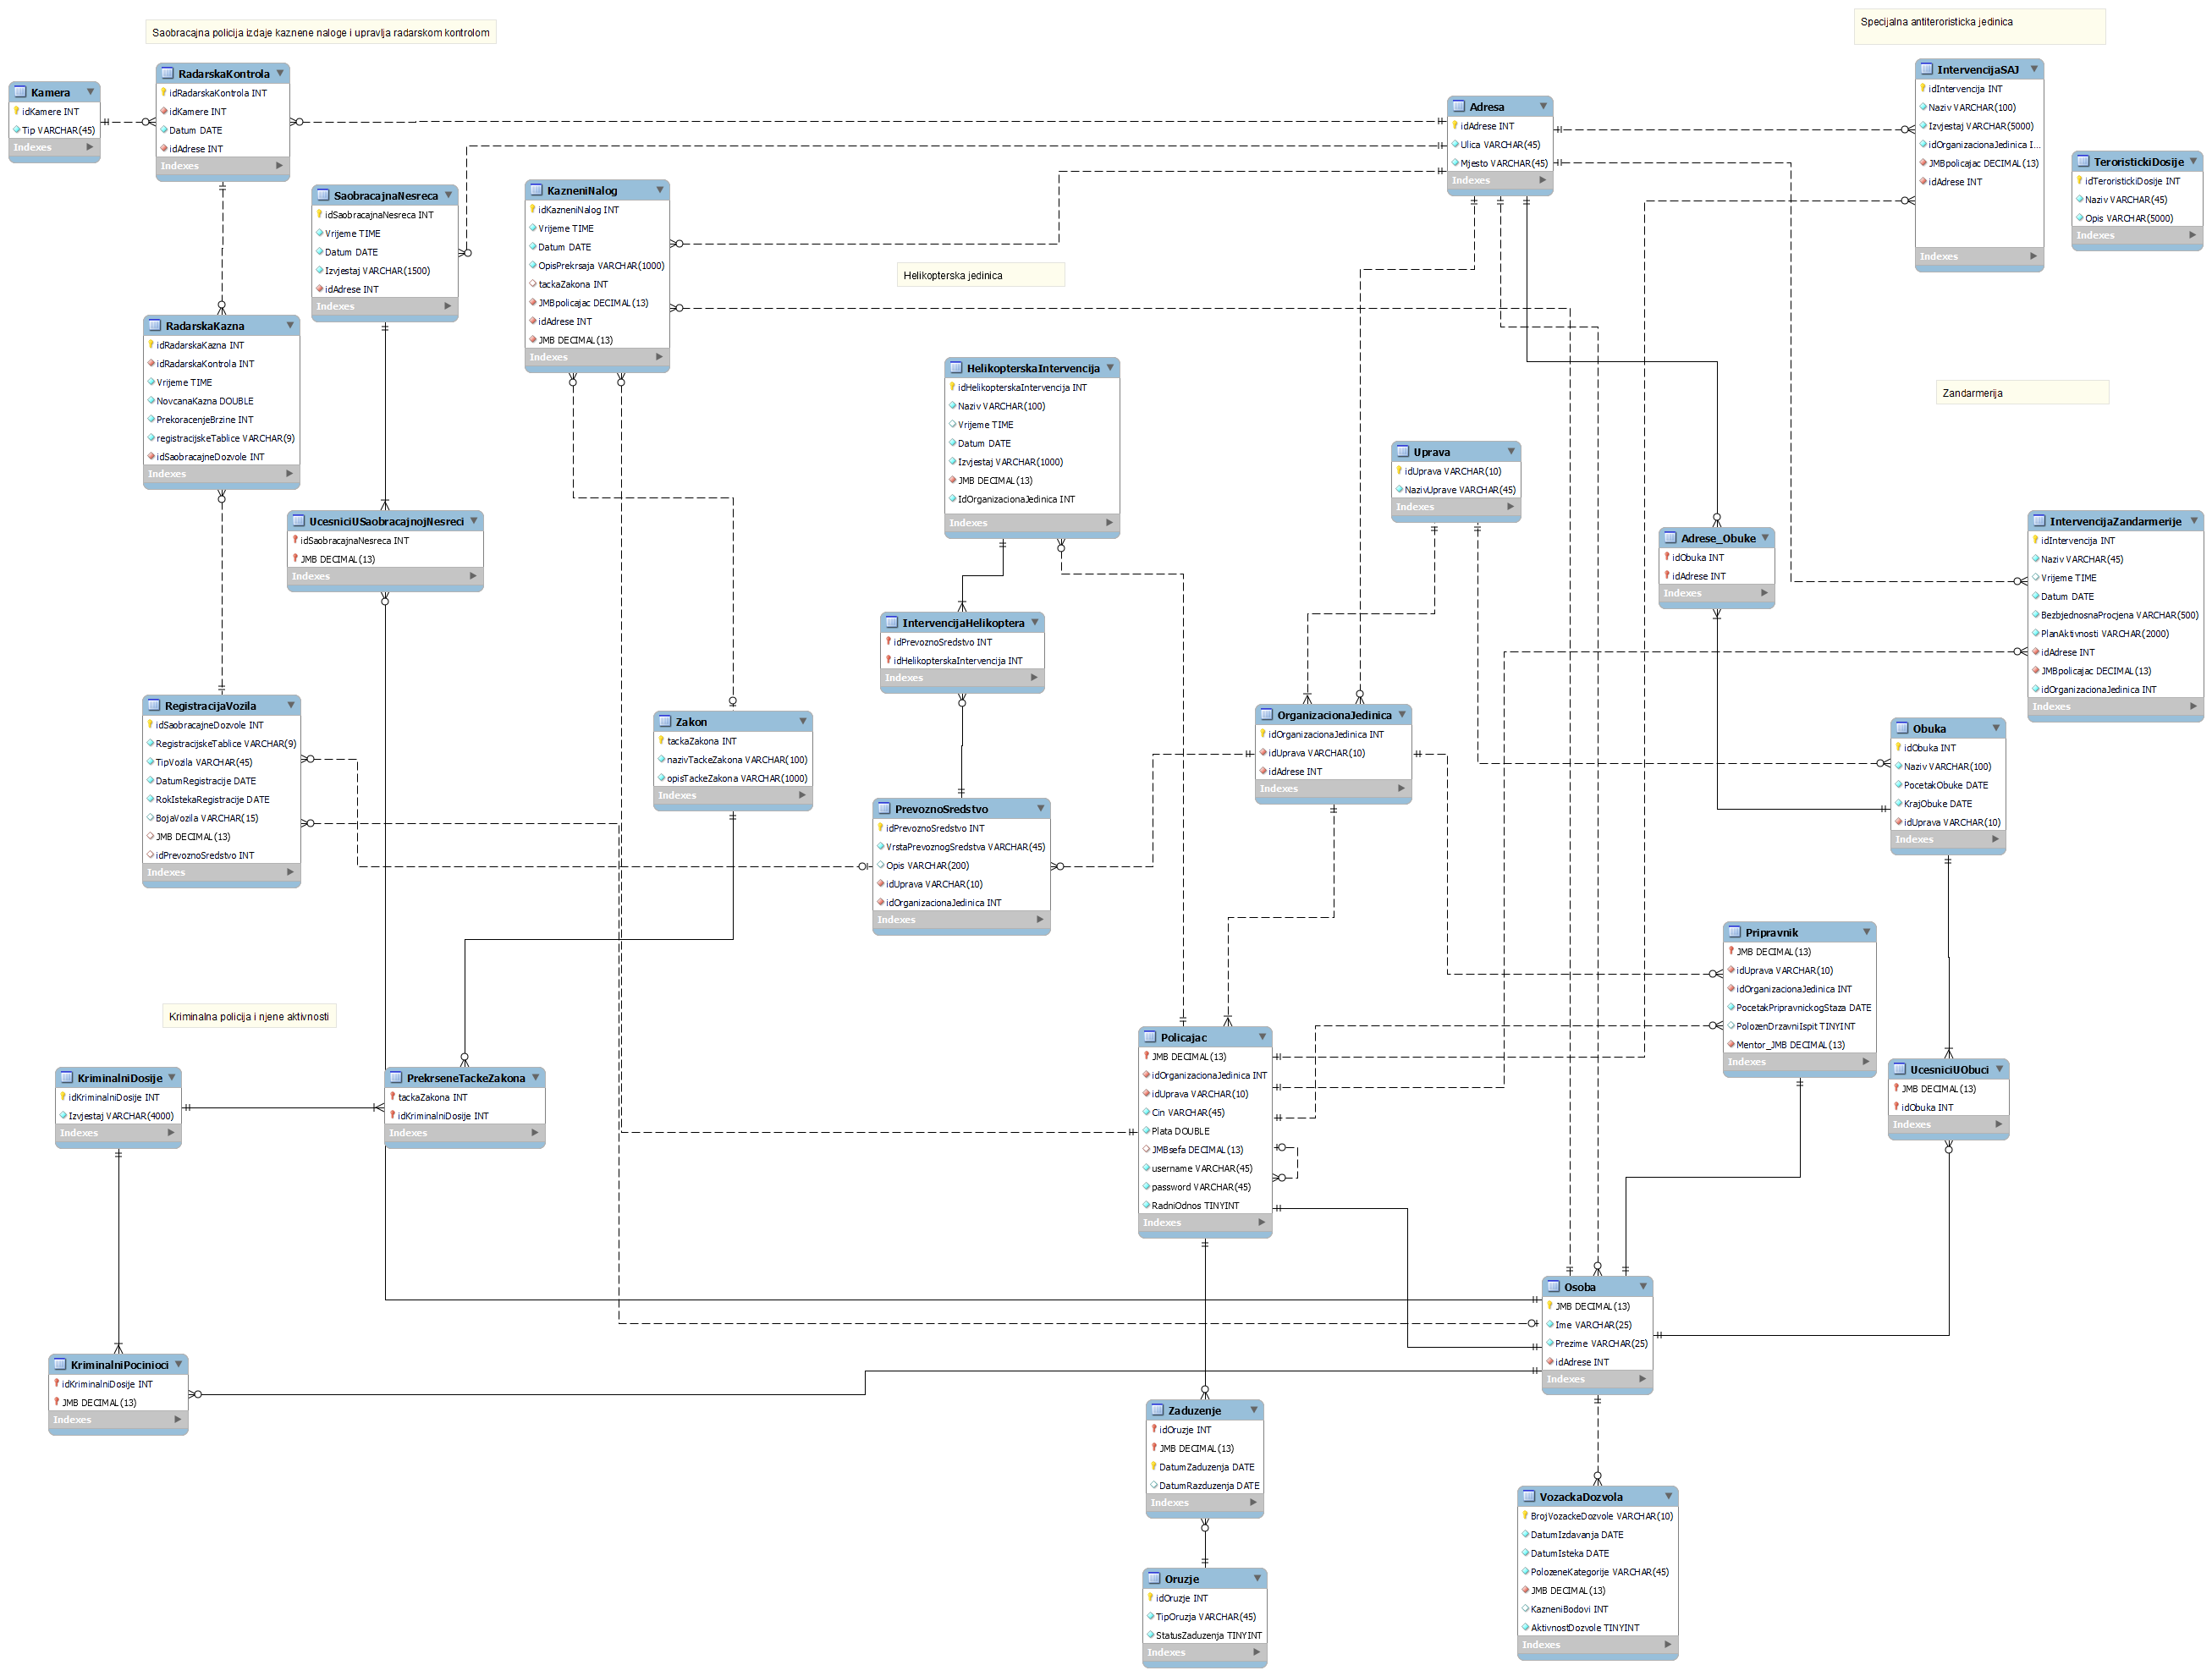 Saobracajna policija izdaje kaznene naloge i upravlja radarskom kontrolom
Specijalna antiteroristicka jedinica
Kamera
idKamere INT
Tip VARCHAR(45)
Indexes
RadarskaKontrola
idRadarskaKontrola INT
idKamere INT
Datum DATE
idAdrese INT
Indexes
SaobracajnaNesreca
idSaobracajnaNesreca INT
Vrijeme TIME
Datum DATE
Izvjestaj VARCHAR(1500)
idAdrese INT
Indexes
KazneniNalog
idKazneniNalog INT
Vrijeme TIME
Datum DATE
OpisPrekrsaja VARCHAR(1000)
tackaZakona INT
JMBpolicajac DECIMAL(13)
idAdrese INT
JMB DECIMAL(13)
Indexes
Adresa
idAdrese INT
Ulica VARCHAR(45)
Mjesto VARCHAR(45)
Indexes
IntervencijaSAJ
idIntervencija INT
Naziv VARCHAR(100)
Izvjestaj VARCHAR(5000)
idOrganizacionaJedinica I...
JMBpolicajac DECIMAL(13)
idAdrese INT
Indexes
TeroristickiDosije
idTeroristickiDosije INT
Naziv VARCHAR(45)
Opis VARCHAR(5000)
Indexes
Helikopterska jedinica
RadarskaKazna
idRadarskaKazna INT
idRadarskaKontrola INT
Vrijeme TIME
NovcanaKazna DOUBLE
PrekoracenjeBrzine INT
registracijskeTablice VARCHAR(9)
idSaobracajneDozvole INT
Indexes
HelikopterskaIntervencija
idHelikopterskaIntervencija INT
Naziv VARCHAR(100)
Vrijeme TIME
Datum DATE
Izvjestaj VARCHAR(1000)
JMB DECIMAL(13)
IdOrganizacionaJedinica INT
Indexes
Zandarmerija
Uprava
idUprava VARCHAR(10)
NazivUprave VARCHAR(45)
Indexes
UcesniciUSaobracajnojNesreci
idSaobracajnaNesreca INT
JMB DECIMAL(13)
Indexes
Adrese_Obuke
idObuka INT
idAdrese INT
Indexes
IntervencijaZandarmerije
idIntervencija INT
Naziv VARCHAR(45)
Vrijeme TIME
Datum DATE
BezbjednosnaProcjena VARCHAR(500)
PlanAktivnosti VARCHAR(2000)
idAdrese INT
JMBpolicajac DECIMAL(13)
idOrganizacionaJedinica INT
Indexes
IntervencijaHelikoptera
idPrevoznoSredstvo INT
idHelikopterskaIntervencija INT
Indexes
RegistracijaVozila
idSaobracajneDozvole INT
RegistracijskeTablice VARCHAR(9)
TipVozila VARCHAR(45)
DatumRegistracije DATE
RokIstekaRegistracije DATE
BojaVozila VARCHAR(15)
JMB DECIMAL(13)
idPrevoznoSredstvo INT
Indexes
Zakon
tackaZakona INT
nazivTackeZakona VARCHAR(100)
opisTackeZakona VARCHAR(1000)
Indexes
OrganizacionaJedinica
idOrganizacionaJedinica INT
idUprava VARCHAR(10)
idAdrese INT
Indexes
Obuka
idObuka INT
Naziv VARCHAR(100)
PocetakObuke DATE
KrajObuke DATE
idUprava VARCHAR(10)
Indexes
PrevoznoSredstvo
idPrevoznoSredstvo INT
VrstaPrevoznogSredstva VARCHAR(45)
Opis VARCHAR(200)
idUprava VARCHAR(10)
idOrganizacionaJedinica INT
Indexes
Pripravnik
JMB DECIMAL(13)
idUprava VARCHAR(10)
idOrganizacionaJedinica INT
PocetakPripravnickogStaza DATE
PolozenDrzavniIspit TINYINT
Mentor_JMB DECIMAL(13)
Indexes
Kriminalna policija i njene aktivnosti
Policajac
JMB DECIMAL(13)
idOrganizacionaJedinica INT
idUprava VARCHAR(10)
Cin VARCHAR(45)
Plata DOUBLE
JMBsefa DECIMAL(13)
username VARCHAR(45)
password VARCHAR(45)
RadniOdnos TINYINT
Indexes
KriminalniDosije
idKriminalniDosije INT
Izvjestaj VARCHAR(4000)
Indexes
PrekrseneTackeZakona
tackaZakona INT
idKriminalniDosije INT
Indexes
UcesniciUObuci
JMB DECIMAL(13)
idObuka INT
Indexes
Osoba
JMB DECIMAL(13)
Ime VARCHAR(25)
Prezime VARCHAR(25)
idAdrese INT
Indexes
KriminalniPocinioci
idKriminalniDosije INT
JMB DECIMAL(13)
Indexes
Zaduzenje
idOruzje INT
JMB DECIMAL(13)
DatumZaduzenja DATE
DatumRazduzenja DATE
Indexes
VozackaDozvola
BrojVozackeDozvole VARCHAR(10)
DatumIzdavanja DATE
DatumIsteka DATE
PolozeneKategorije VARCHAR(45)
JMB DECIMAL(13)
KazneniBodovi INT
AktivnostDozvole TINYINT
Indexes
Oruzje
idOruzje INT
TipOruzja VARCHAR(45)
StatusZaduzenja TINYINT
Indexes